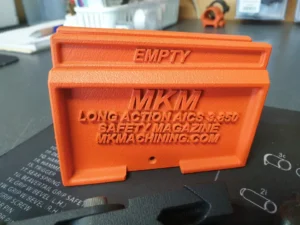 EMPTY
MKM
LONG ACTION AICS 3.850
SAFETY MAGAZINE
MKMACHINING.COM